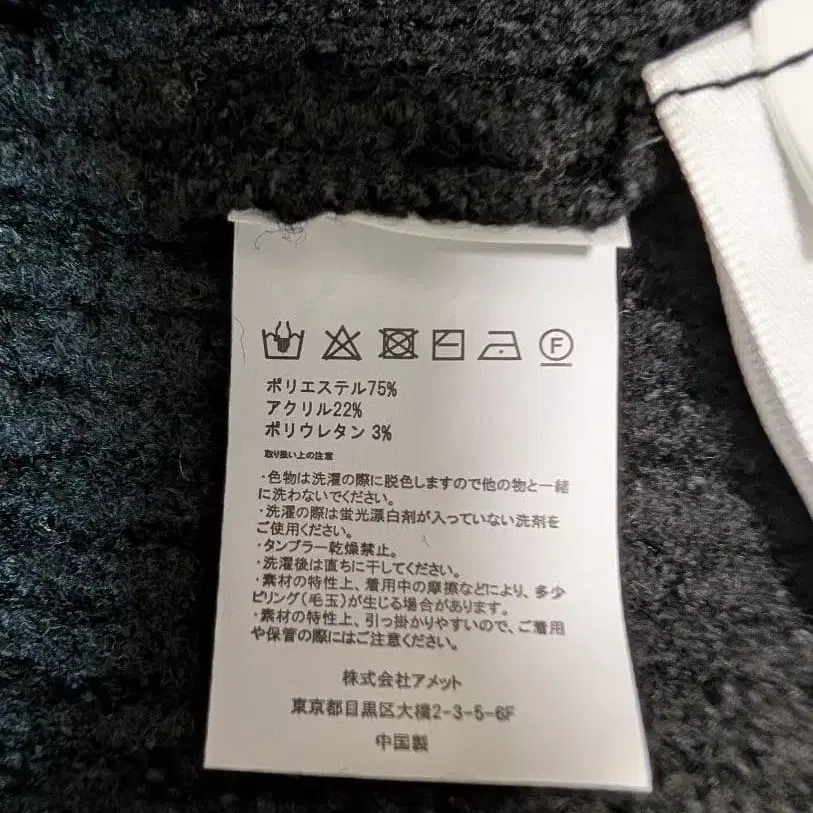 F
ポリエステル75%
アクリル22%
ポリウレタン 3%
取り扱い上の注意
・色物は洗濯の際に脱色しますので他の物と一緒
に洗わないでください。
・洗濯の際は蛍光漂白剤が入っていない洗剤を
ご使用ください。
・タンブラー乾燥禁止。
・洗濯後は直ちに干してください。
・素材の特性上、着用中の摩擦などにより、多少
ピリング(毛玉)が生じる場合があります。
・素材の特性上、引っ掛かりやすいので、ご着用
や保管の際にはご注意ください。
株式会社アメット
東京都目黒区大橋2-3-5-6F
中国製